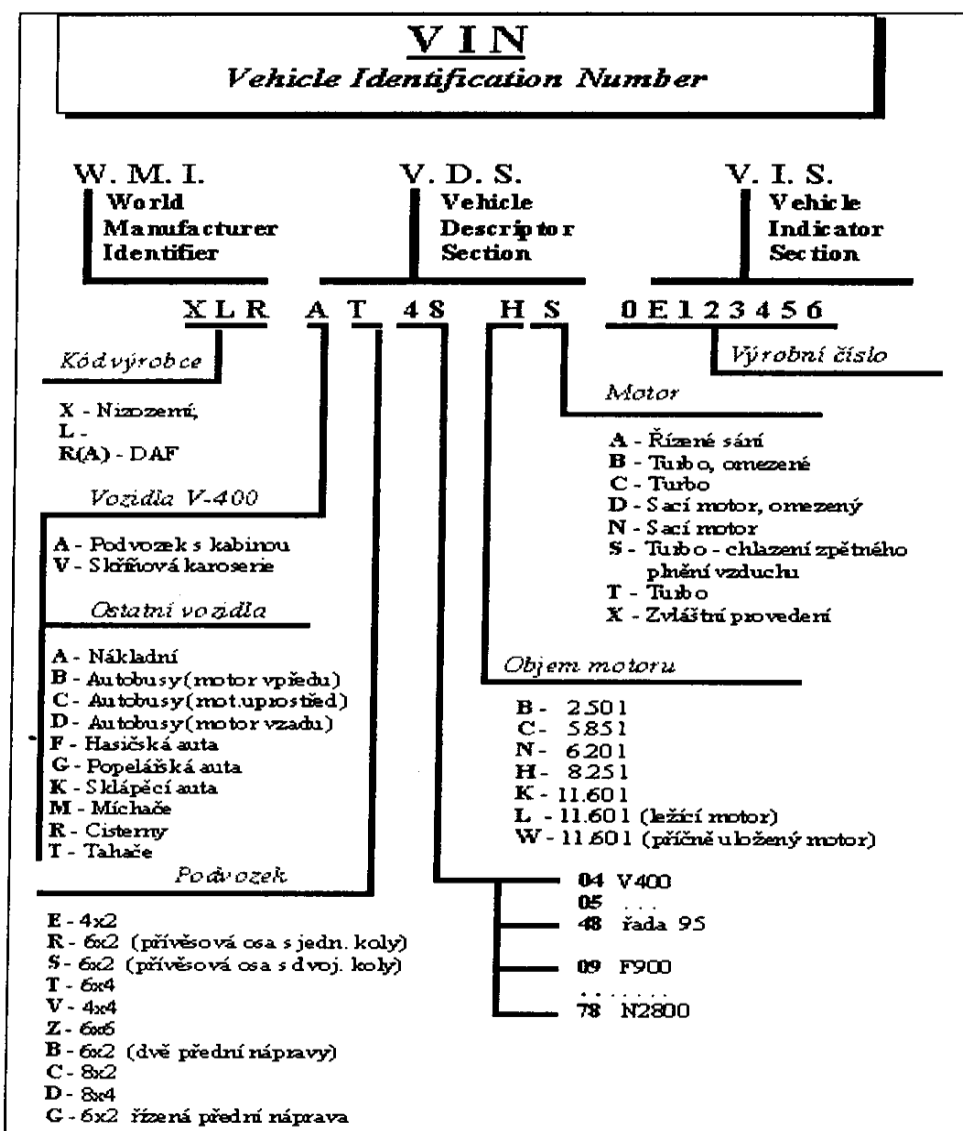 VIN
Vehicle Identification Number
W. M. I.
World
Manufacturer
Identifier
V. D. S.
Vehicle
Descriptor
Section
V. I. S.
Vehicle
Indicator
Section
XLR A T 48 H S 0E123456
Kód výrobce
X - Nizozemí;
L -
R(A) - DAF
Vozidla V-400
A - Podvozek s kabinou
V - Skříňová karoserie
Ostatní vozidla
A - Nákladní
B - Autobusy (motor vpředu)
C - Autobusy (mot.uprostřed)
D - Autobusy (motor vzadu)
F - Hasičská auta
G - Popelářská auta
K - Sklápěcí auta
M - Míchače
R - Cisterny
T - Tahače
Podvozek
E - 4x2
R - 6x2 (přívěsová osa s jedn. koly)
S - 6x2 (přívěsová osa s dvoj. koly)
T - 6x4
V - 4x4
Z - 6x6
B - 6x2 (dvě přední nápravy)
C - 8x2
D - 8x4
G - 6x2 řízená přední náprava
Výrobní číslo
Motor
A - Řízené sání
B - Turbo, omezené
C - Turbo
D - Sací motor, omezený
N - Sací motor
S - Turbo - chlazení zpětného
plnění vzduchu
T - Turbo
X - Zvláštní provedení
Objem motoru
B - 2.50 l
C - 5.85 l
N - 6.20 l
H - 8.25 l
K - 11.60 l
L - 11.60 l (ležící motor)
W - 11.60 l (příčně uložený motor)
04 V400
05 . . .
48 řada 95
09 F900
. . . . . . .
78 N2800